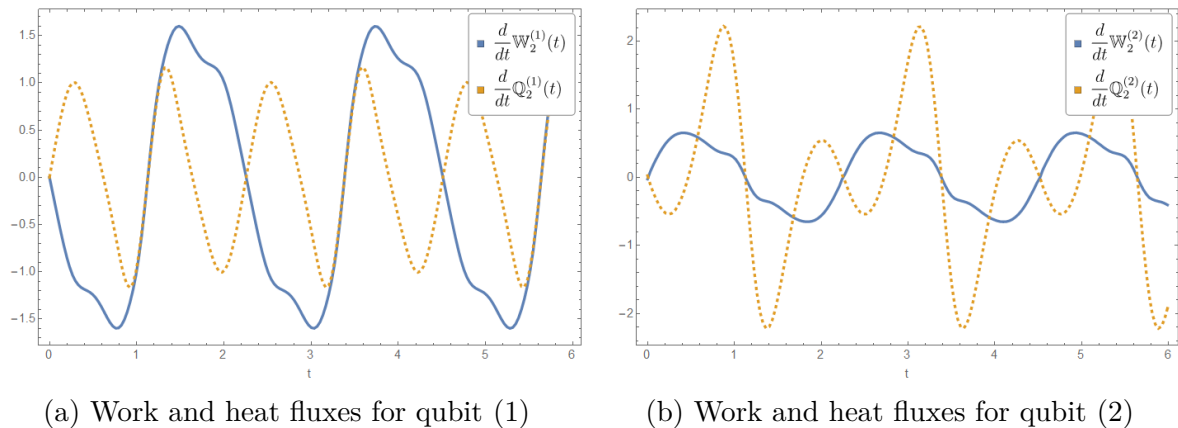 1.5
1.0
0.5
0.0
−0.5
−1.0
−1.5
0 1 2 3 4 5 6
t
d/dt 𝕎₂⁽¹⁾(t)
d/dt ℚ₂⁽¹⁾(t)
(a) Work and heat fluxes for qubit (1)
2
1
0
−1
−2
0 1 2 3 4 5 6
t
d/dt 𝕎₂⁽²⁾(t)
d/dt ℚ₂⁽²⁾(t)
(b) Work and heat fluxes for qubit (2)